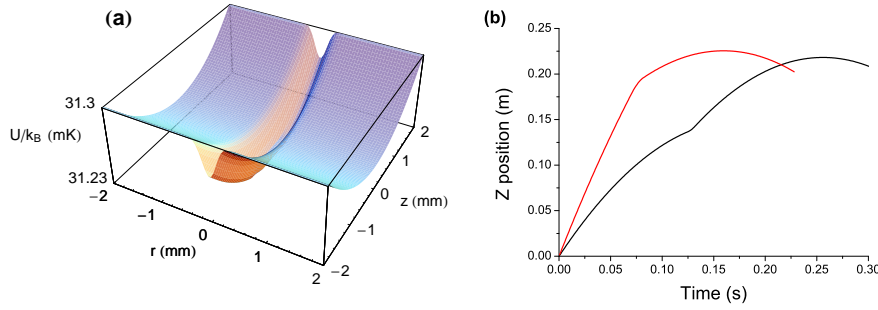 (a)
31.3
U/kB (mK)
31.23
−2
−1
0
1
2
r (mm)
−2
−1
0
1
2
z (mm)
(b)
0.25
0.20
0.15
0.10
0.05
0.00
Z position (m)
0.00 0.05 0.10 0.15 0.20 0.25 0.30
Time (s)